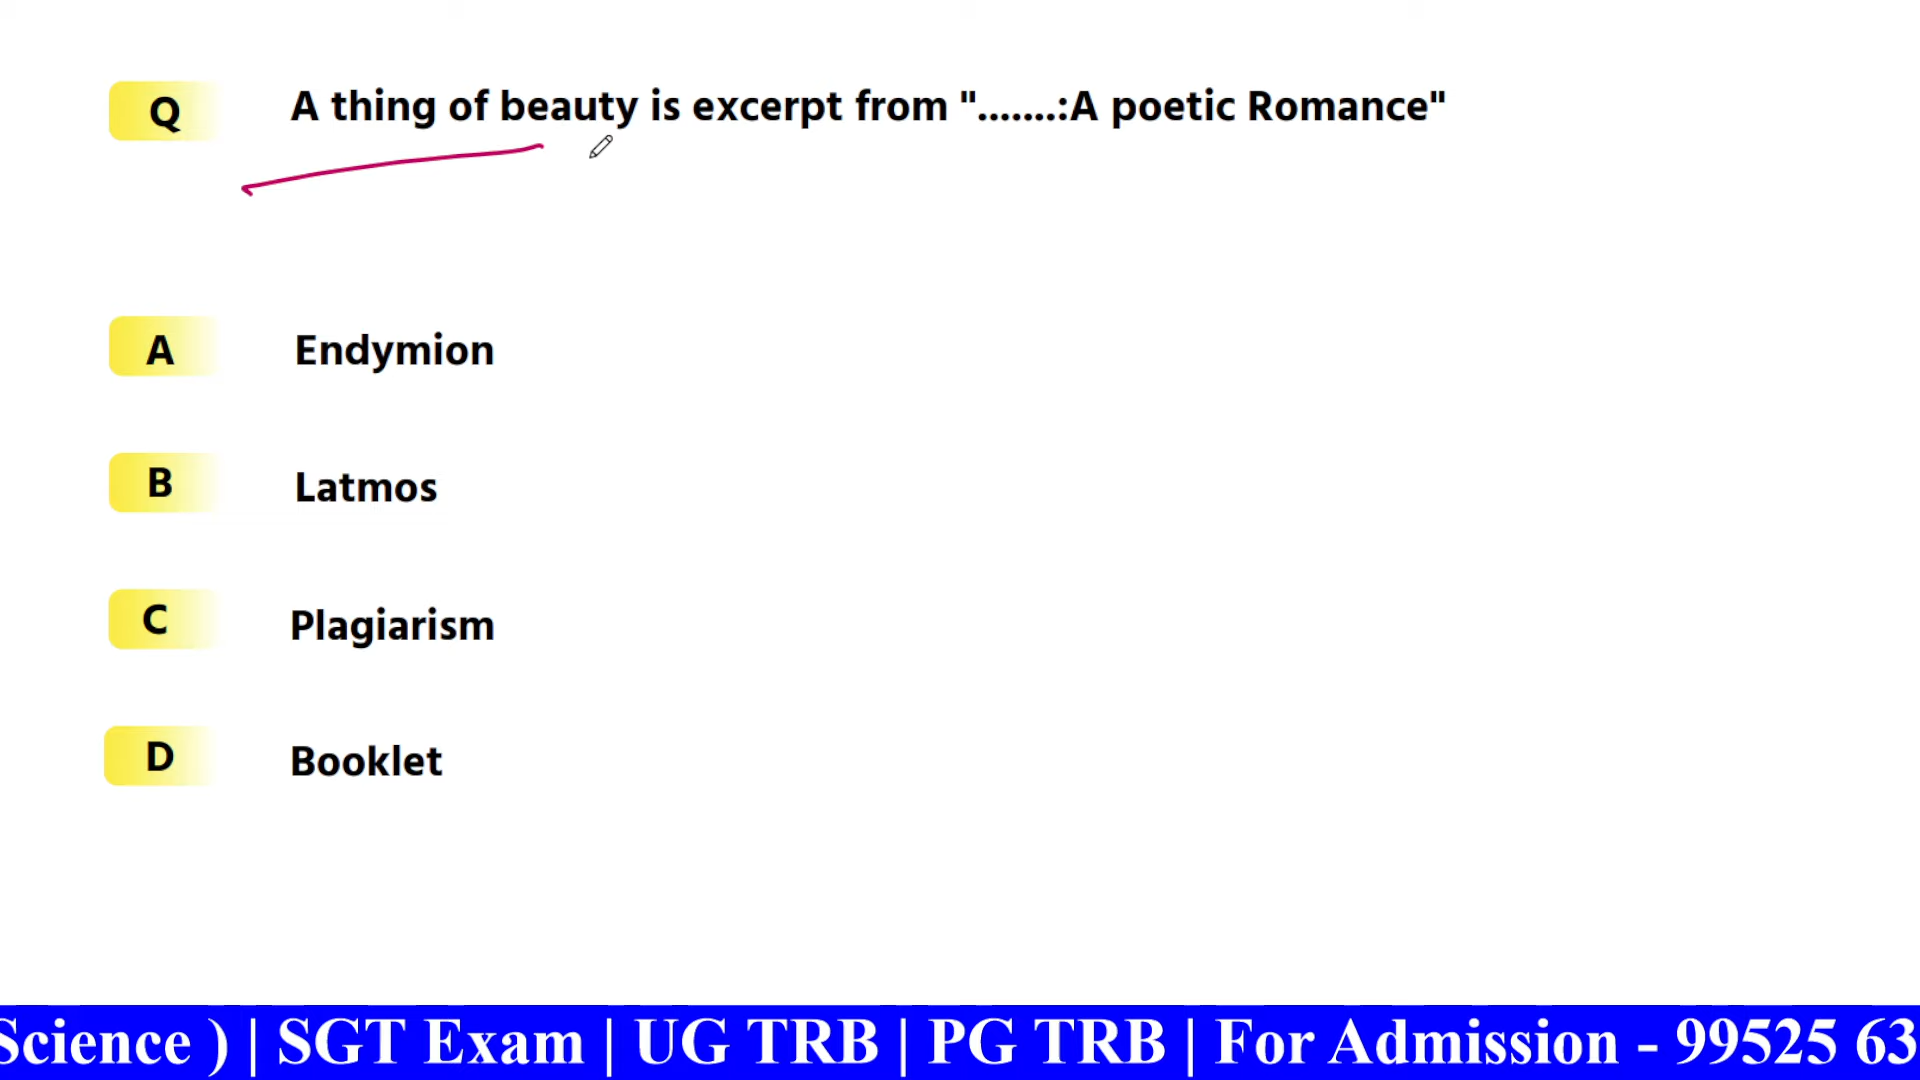 Q A thing of beauty is excerpt from ".......:A poetic Romance"
A Endymion
B Latmos
C Plagiarism
D Booklet
Science ) | SGT Exam | UG TRB | PG TRB | For Admission - 99525 63